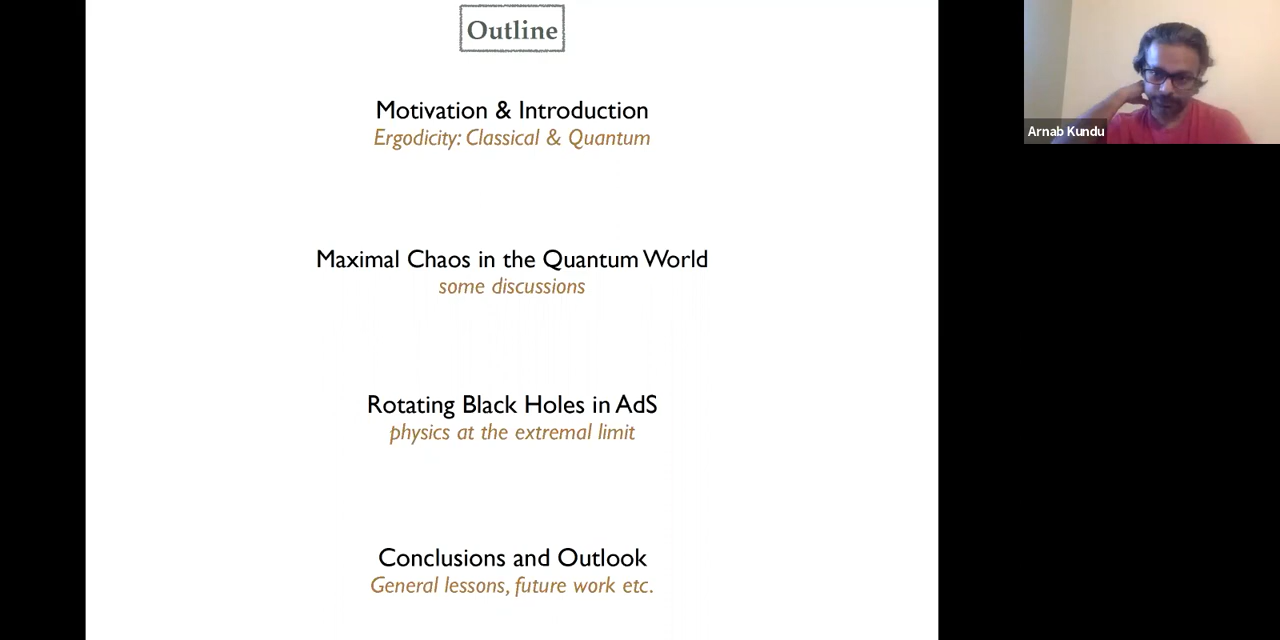 Outline
Motivation & Introduction
Ergodicity: Classical & Quantum
Maximal Chaos in the Quantum World
some discussions
Rotating Black Holes in AdS
physics at the extremal limit
Conclusions and Outlook
General lessons, future work etc.
Arnab Kundu